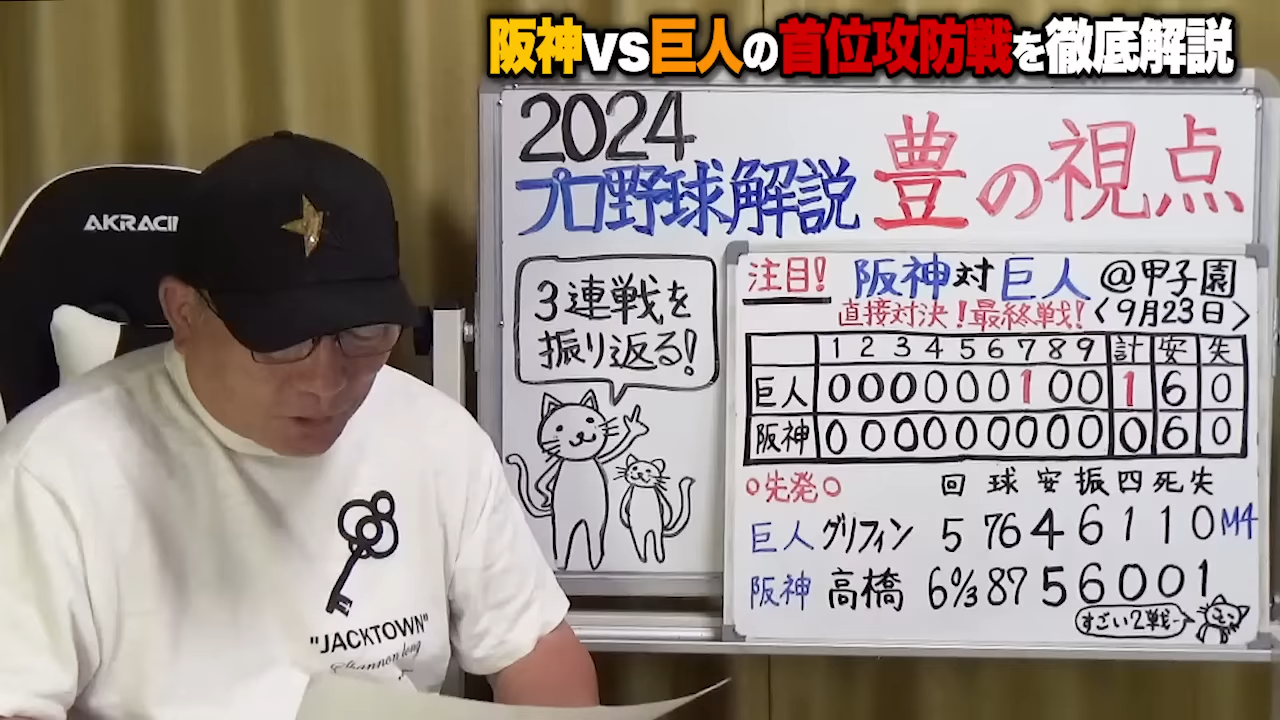 阪神vs巨人の首位攻防戦を徹底解説
2024
プロ野球解説 豊の視点
3連戦を
振り返る!
注目! 阪神対巨人 @甲子園
直接対決!最終戦! <9月23日>
1 2 3 4 5 6 7 8 9 計 安 失
巨人 0 0 0 0 0 0 1 0 0 1 6 0
阪神 0 0 0 0 0 0 0 0 0 0 6 0
○先発○ 回 球 安 振 四 死 失
巨人 グリフィン 5 76 4 6 1 1 0 M4
阪神 高橋 6 0/3 87 5 6 0 0 1
すごい2戦
AKRACI
"JACKTOWN"